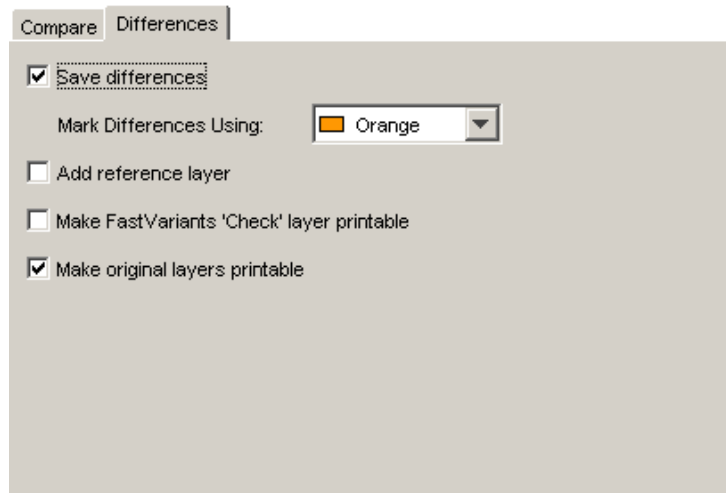 Compare Differences
Save differences
Mark Differences Using: Orange
Add reference layer
Make FastVariants 'Check' layer printable
Make original layers printable